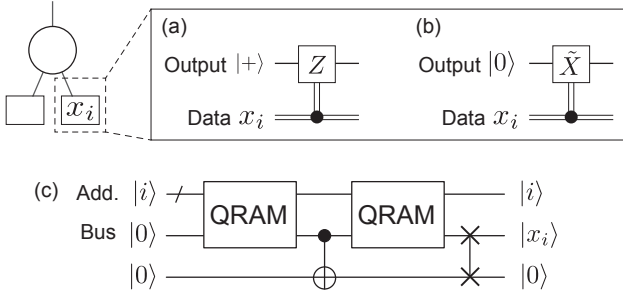 (a)
(b)
x_i
Output |+⟩ Z
Output |0⟩ X̃
Data x_i
Data x_i
(c) Add. |i⟩ QRAM QRAM |i⟩
Bus |0⟩ |x_i⟩
|0⟩ |0⟩